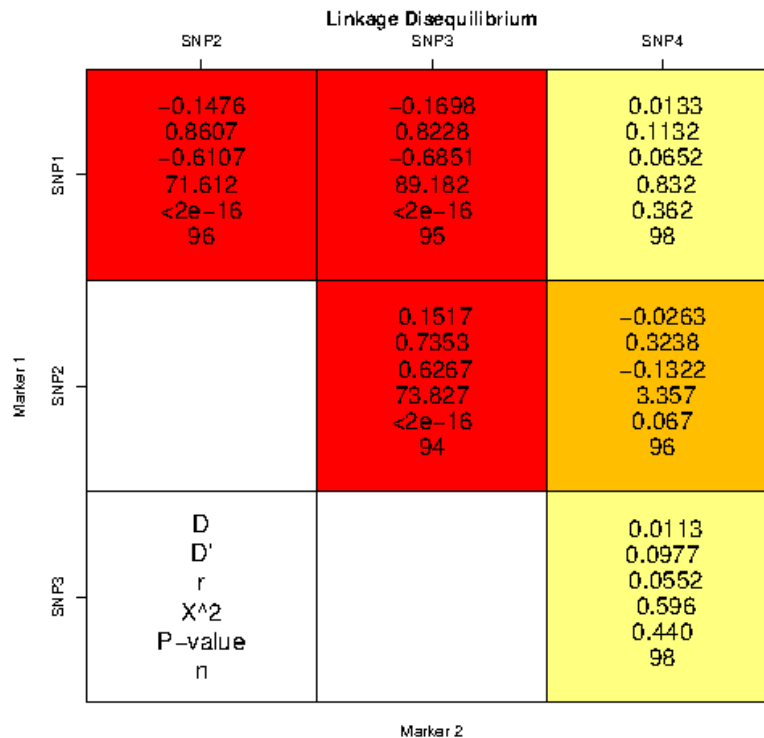 Linkage Disequilibrium
SNP2 SNP3 SNP4
SNP1
−0.1476
0.8607
−0.6107
71.612
<2e−16
96
−0.1698
0.8228
−0.6851
89.182
<2e−16
95
0.0133
0.1132
0.0652
0.832
0.362
98
Marker 1
SNP2
0.1517
0.7353
0.6267
73.827
<2e−16
94
−0.0263
0.3238
−0.1322
3.357
0.067
96
SNP3
D
D'
r
X^2
P−value
n
0.0113
0.0977
0.0552
0.596
0.440
98
Marker 2